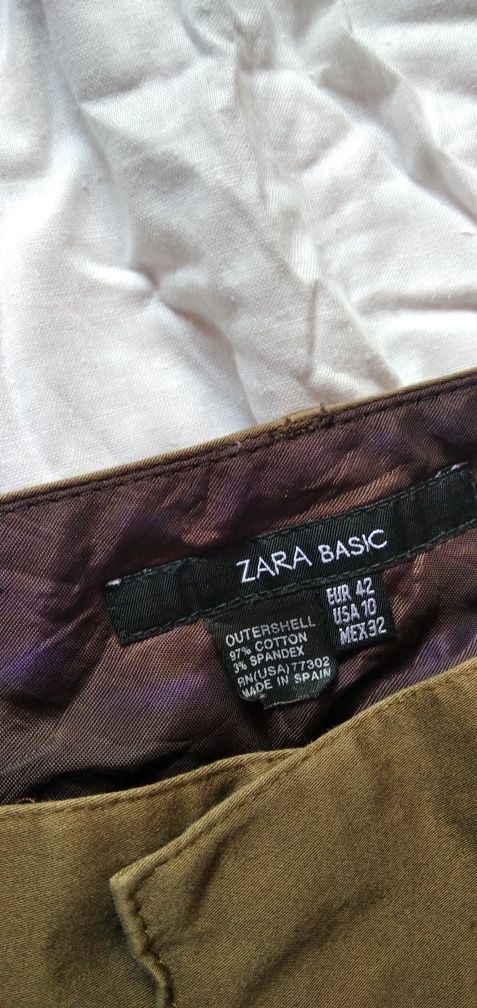 ZARA BASIC
OUTERSHELL
97% COTTON
3% SPANDEX
RN(USA)77302
MADE IN SPAIN
EUR 42
USA 10
MEX 32